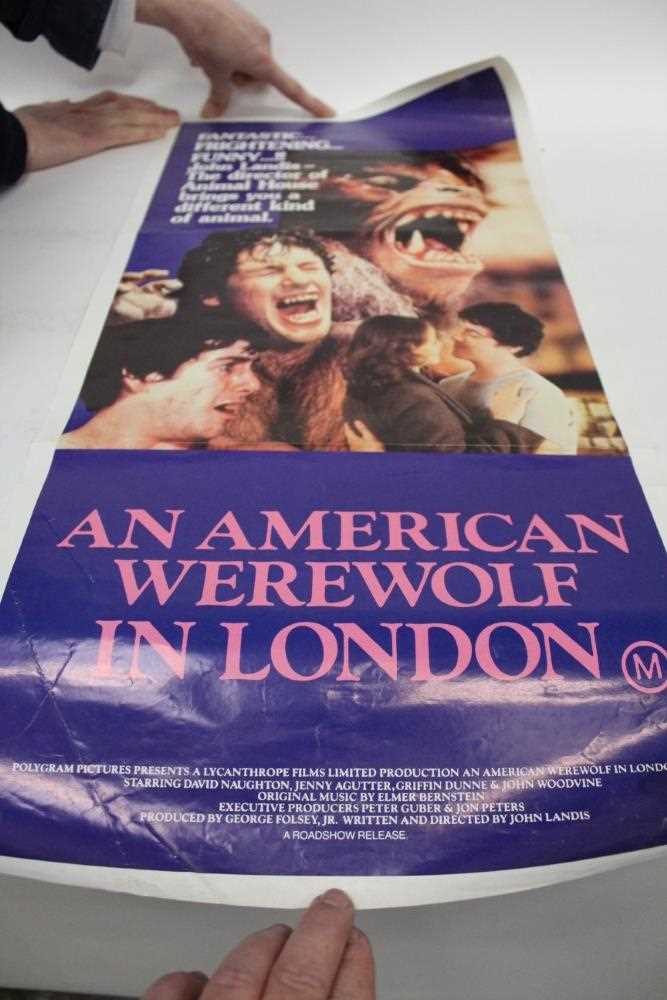 FANTASTIC...
FRIGHTENING...
FUNNY...!!
John Landis–
The director of
Animal House
brings you a
different kind
of animal.
AN AMERICAN
WEREWOLF
IN LONDON
M
POLYGRAM PICTURES PRESENTS A LYCANTHROPE FILMS LIMITED PRODUCTION AN AMERICAN WEREWOLF IN LONDO
STARRING DAVID NAUGHTON, JENNY AGUTTER, GRIFFIN DUNNE & JOHN WOODVINE
ORIGINAL MUSIC BY ELMER BERNSTEIN
EXECUTIVE PRODUCERS PETER GUBER & JON PETERS
PRODUCED BY GEORGE FOLSEY, JR. WRITTEN AND DIRECTED BY JOHN LANDIS
A ROADSHOW RELEASE.